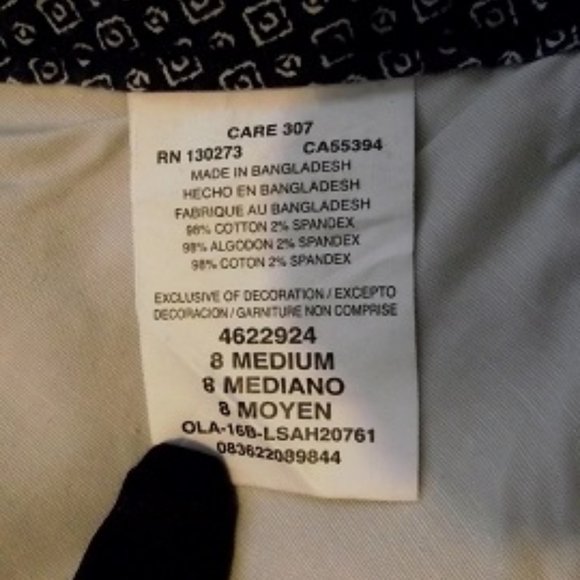 CARE 307
RN 130273 CA55394
MADE IN BANGLADESH
HECHO EN BANGLADESH
FABRIQUE AU BANGLADESH
98% COTTON 2% SPANDEX
98% ALGODON 2% SPANDEX
98% COTON 2% SPANDEX
EXCLUSIVE OF DECORATION / EXCEPTO
DECORACION / GARNITURE NON COMPRISE
4622924
8 MEDIUM
8 MEDIANO
8 MOYEN
OLA-16B-LSAH20761
083622089844